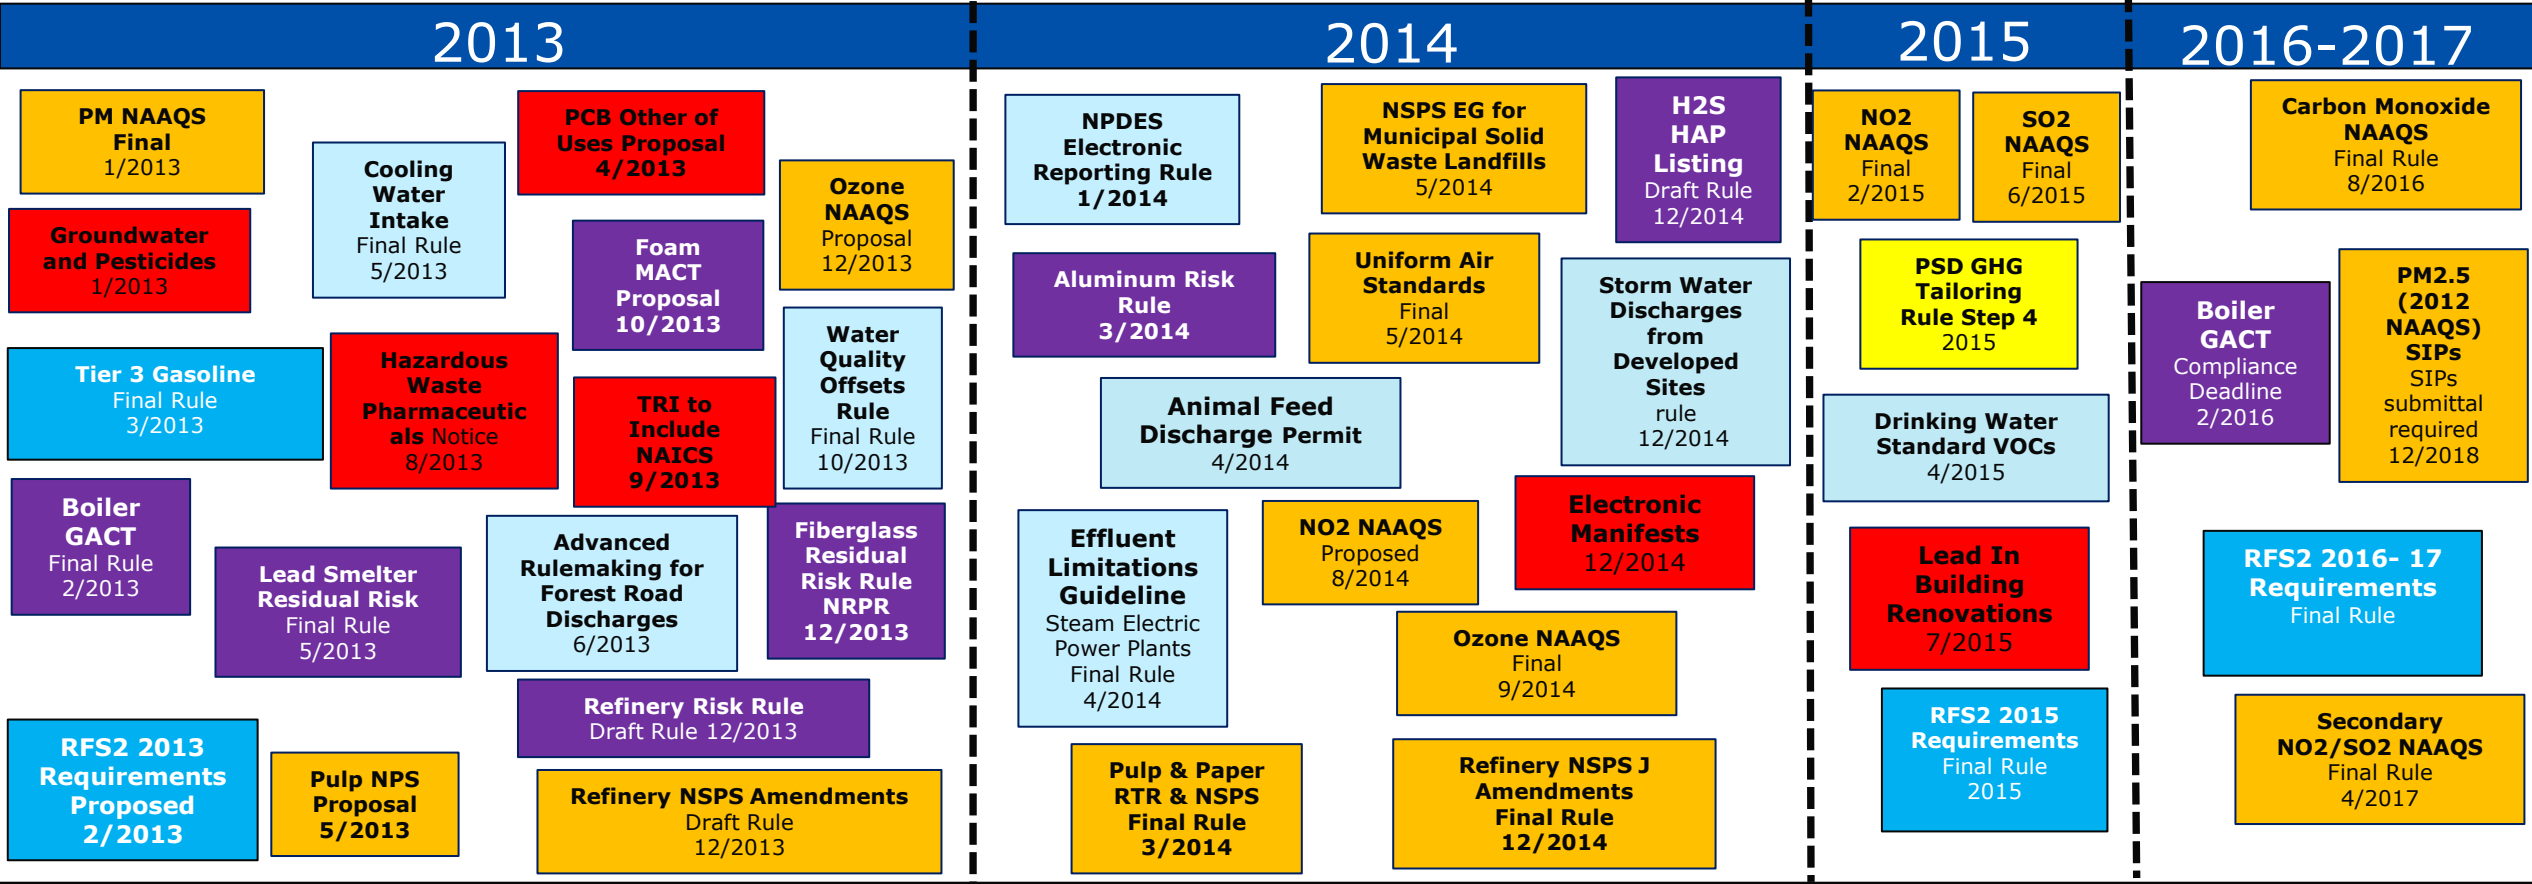 2013
2014
2015
2016-2017
PM NAAQS
Final
1/2013
Groundwater
and Pesticides
1/2013
Tier 3 Gasoline
Final Rule
3/2013
Boiler
GACT
Final Rule
2/2013
RFS2 2013
Requirements
Proposed
2/2013
Cooling
Water
Intake
Final Rule
5/2013
Hazardous
Waste
Pharmaceutic
als Notice
8/2013
Lead Smelter
Residual Risk
Final Rule
5/2013
Pulp NPS
Proposal
5/2013
PCB Other of
Uses Proposal
4/2013
Foam
MACT
Proposal
10/2013
TRI to
Include
NAICS
9/2013
Advanced
Rulemaking for
Forest Road
Discharges
6/2013
Refinery Risk Rule
Draft Rule 12/2013
Refinery NSPS Amendments
Draft Rule
12/2013
Ozone
NAAQS
Proposal
12/2013
Water
Quality
Offsets
Rule
Final Rule
10/2013
Fiberglass
Residual
Risk Rule
NRPR
12/2013
NPDES
Electronic
Reporting Rule
1/2014
Aluminum Risk
Rule
3/2014
Animal Feed
Discharge Permit
4/2014
Effluent
Limitations
Guideline
Steam Electric
Power Plants
Final Rule
4/2014
Pulp & Paper
RTR & NSPS
Final Rule
3/2014
NSPS EG for
Municipal Solid
Waste Landfills
5/2014
Uniform Air
Standards
Final
5/2014
NO2 NAAQS
Proposed
8/2014
Ozone NAAQS
Final
9/2014
Refinery NSPS J
Amendments
Final Rule
12/2014
H2S
HAP
Listing
Draft Rule
12/2014
Storm Water
Discharges
from
Developed
Sites
rule
12/2014
Electronic
Manifests
12/2014
NO2
NAAQS
Final
2/2015
SO2
NAAQS
Final
6/2015
PSD GHG
Tailoring
Rule Step 4
2015
Drinking Water
Standard VOCs
4/2015
Lead In
Building
Renovations
7/2015
RFS2 2015
Requirements
Final Rule
2015
Carbon Monoxide
NAAQS
Final Rule
8/2016
Boiler
GACT
Compliance
Deadline
2/2016
PM2.5
(2012
NAAQS)
SIPs
SIPs
submittal
required
12/2018
RFS2 2016- 17
Requirements
Final Rule
Secondary
NO2/SO2 NAAQS
Final Rule
4/2017